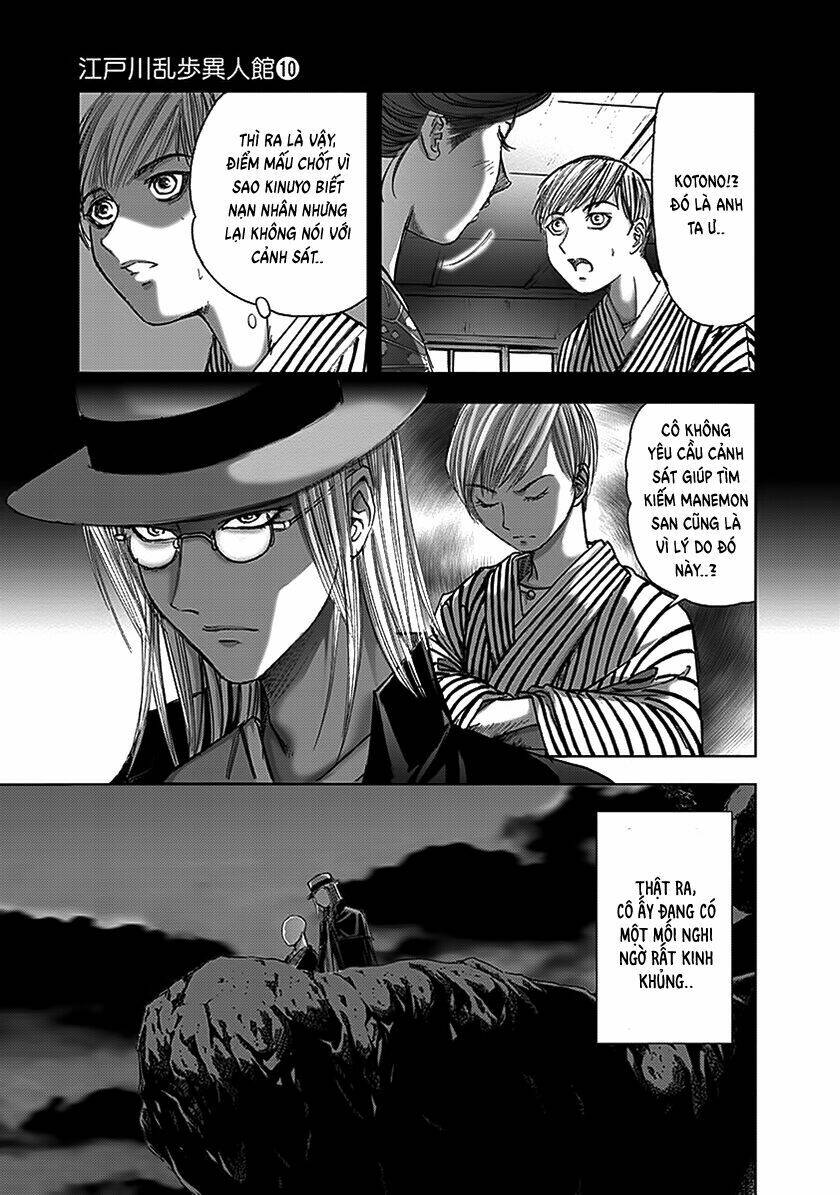 江戸川乱歩異人館⑩
KOTONO!?
ĐÓ LÀ ANH
TA Ư..
THÌ RA LÀ VẬY,
ĐIỂM MẤU CHỐT VÌ
SAO KINUYO BIẾT
NẠN NHÂN NHƯNG
LẠI KHÔNG NÓI VỚI
CẢNH SÁT..
CÔ KHÔNG
YÊU CẦU CẢNH
SÁT GIÚP TÌM
KIẾM MANEMON
SAN CŨNG LÀ
VÌ LÝ DO ĐÓ
NÀY..?
THẬT RA,
CÔ ẤY ĐANG CÓ
MỘT MỐI NGHI
NGỜ RẤT KINH
KHỦNG..